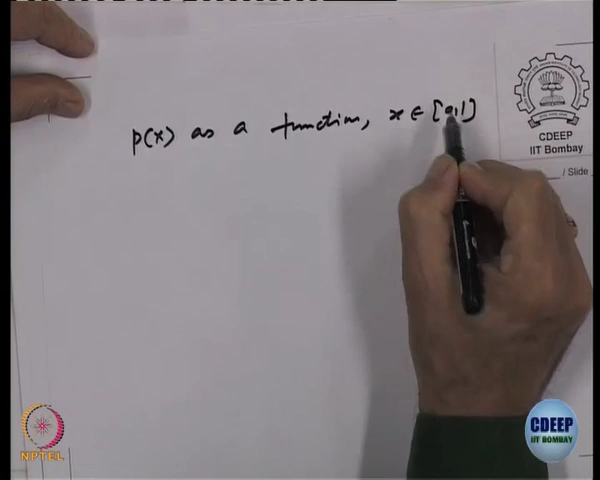 p(x) as a function, x ∈ [0,1]
CDEEP
IIT Bombay
/ Slide
NPTEL
CDEEP
IIT BOMBAY